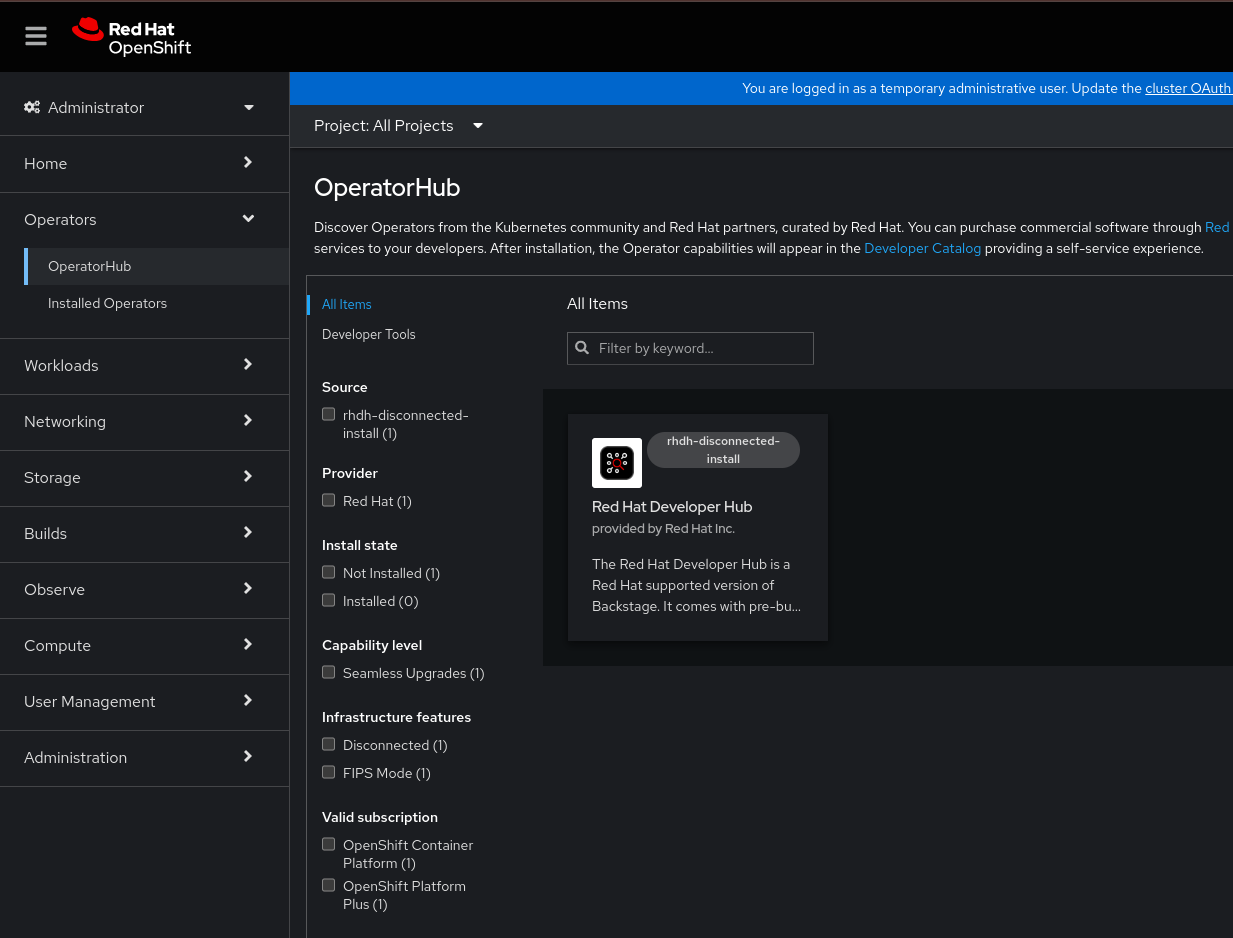 Red Hat
OpenShift
Administrator
Home
Operators
OperatorHub
Installed Operators
Workloads
Networking
Storage
Builds
Observe
Compute
User Management
Administration
You are logged in as a temporary administrative user. Update the cluster OAuth
Project: All Projects
OperatorHub
Discover Operators from the Kubernetes community and Red Hat partners, curated by Red Hat. You can purchase commercial software through Red
services to your developers. After installation, the Operator capabilities will appear in the Developer Catalog providing a self-service experience.
All Items
Developer Tools
Source
rhdh-disconnected-
install (1)
Provider
Red Hat (1)
Install state
Not Installed (1)
Installed (0)
Capability level
Seamless Upgrades (1)
Infrastructure features
Disconnected (1)
FIPS Mode (1)
Valid subscription
OpenShift Container
Platform (1)
OpenShift Platform
Plus (1)
All Items
Filter by keyword...
rhdh-disconnected-
install
Red Hat Developer Hub
provided by Red Hat Inc.
The Red Hat Developer Hub is a
Red Hat supported version of
Backstage. It comes with pre-bu...